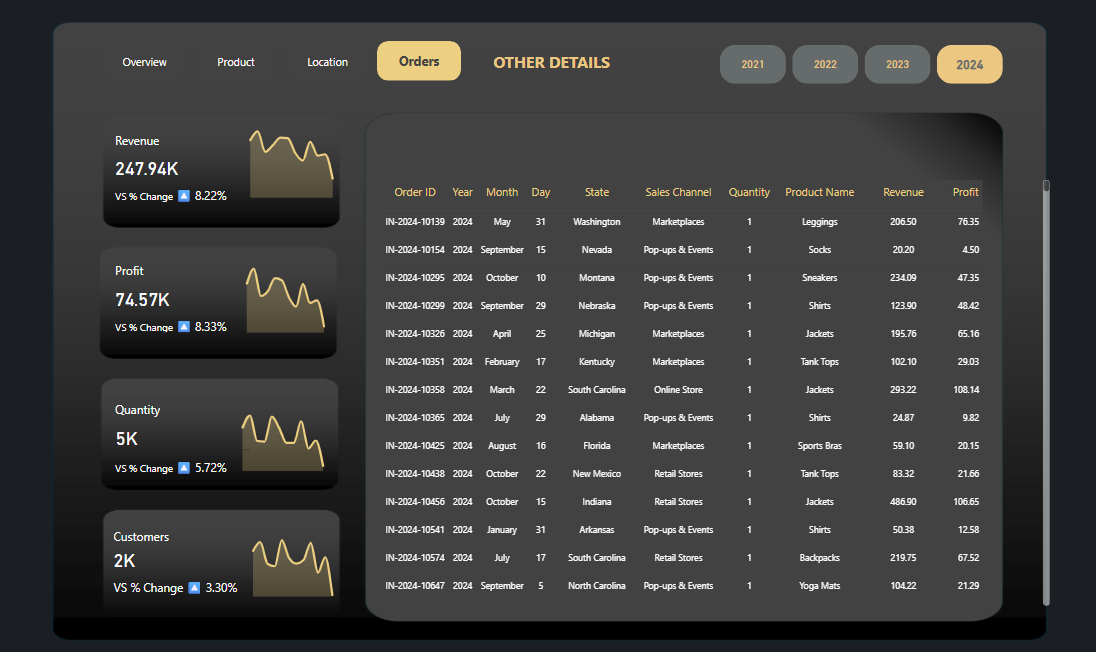 Overview Product Location Orders OTHER DETAILS 2021 2022 2023 2024
Revenue
247.94K
VS % Change 🔼 8.22%
Profit
74.57K
VS % Change 🔼 8.33%
Quantity
5K
VS % Change 🔼 5.72%
Customers
2K
VS % Change 🔼 3.30%
Order ID Year Month Day State Sales Channel Quantity Product Name Revenue Profit
IN-2024-10139 2024 May 31 Washington Marketplaces 1 Leggings 206.50 76.35
IN-2024-10154 2024 September 15 Nevada Pop-ups & Events 1 Socks 20.20 4.50
IN-2024-10295 2024 October 10 Montana Pop-ups & Events 1 Sneakers 234.09 47.35
IN-2024-10299 2024 September 29 Nebraska Pop-ups & Events 1 Shirts 123.90 48.42
IN-2024-10326 2024 April 25 Michigan Marketplaces 1 Jackets 195.76 65.16
IN-2024-10351 2024 February 17 Kentucky Marketplaces 1 Tank Tops 102.10 29.03
IN-2024-10358 2024 March 22 South Carolina Online Store 1 Jackets 293.22 108.14
IN-2024-10365 2024 July 29 Alabama Pop-ups & Events 1 Shirts 24.87 9.82
IN-2024-10425 2024 August 16 Florida Marketplaces 1 Sports Bras 59.10 20.15
IN-2024-10438 2024 October 22 New Mexico Retail Stores 1 Tank Tops 83.32 21.66
IN-2024-10456 2024 October 15 Indiana Retail Stores 1 Jackets 486.90 106.65
IN-2024-10541 2024 January 31 Arkansas Pop-ups & Events 1 Shirts 50.38 12.58
IN-2024-10574 2024 July 17 South Carolina Retail Stores 1 Backpacks 219.75 67.52
IN-2024-10647 2024 September 5 North Carolina Pop-ups & Events 1 Yoga Mats 104.22 21.29